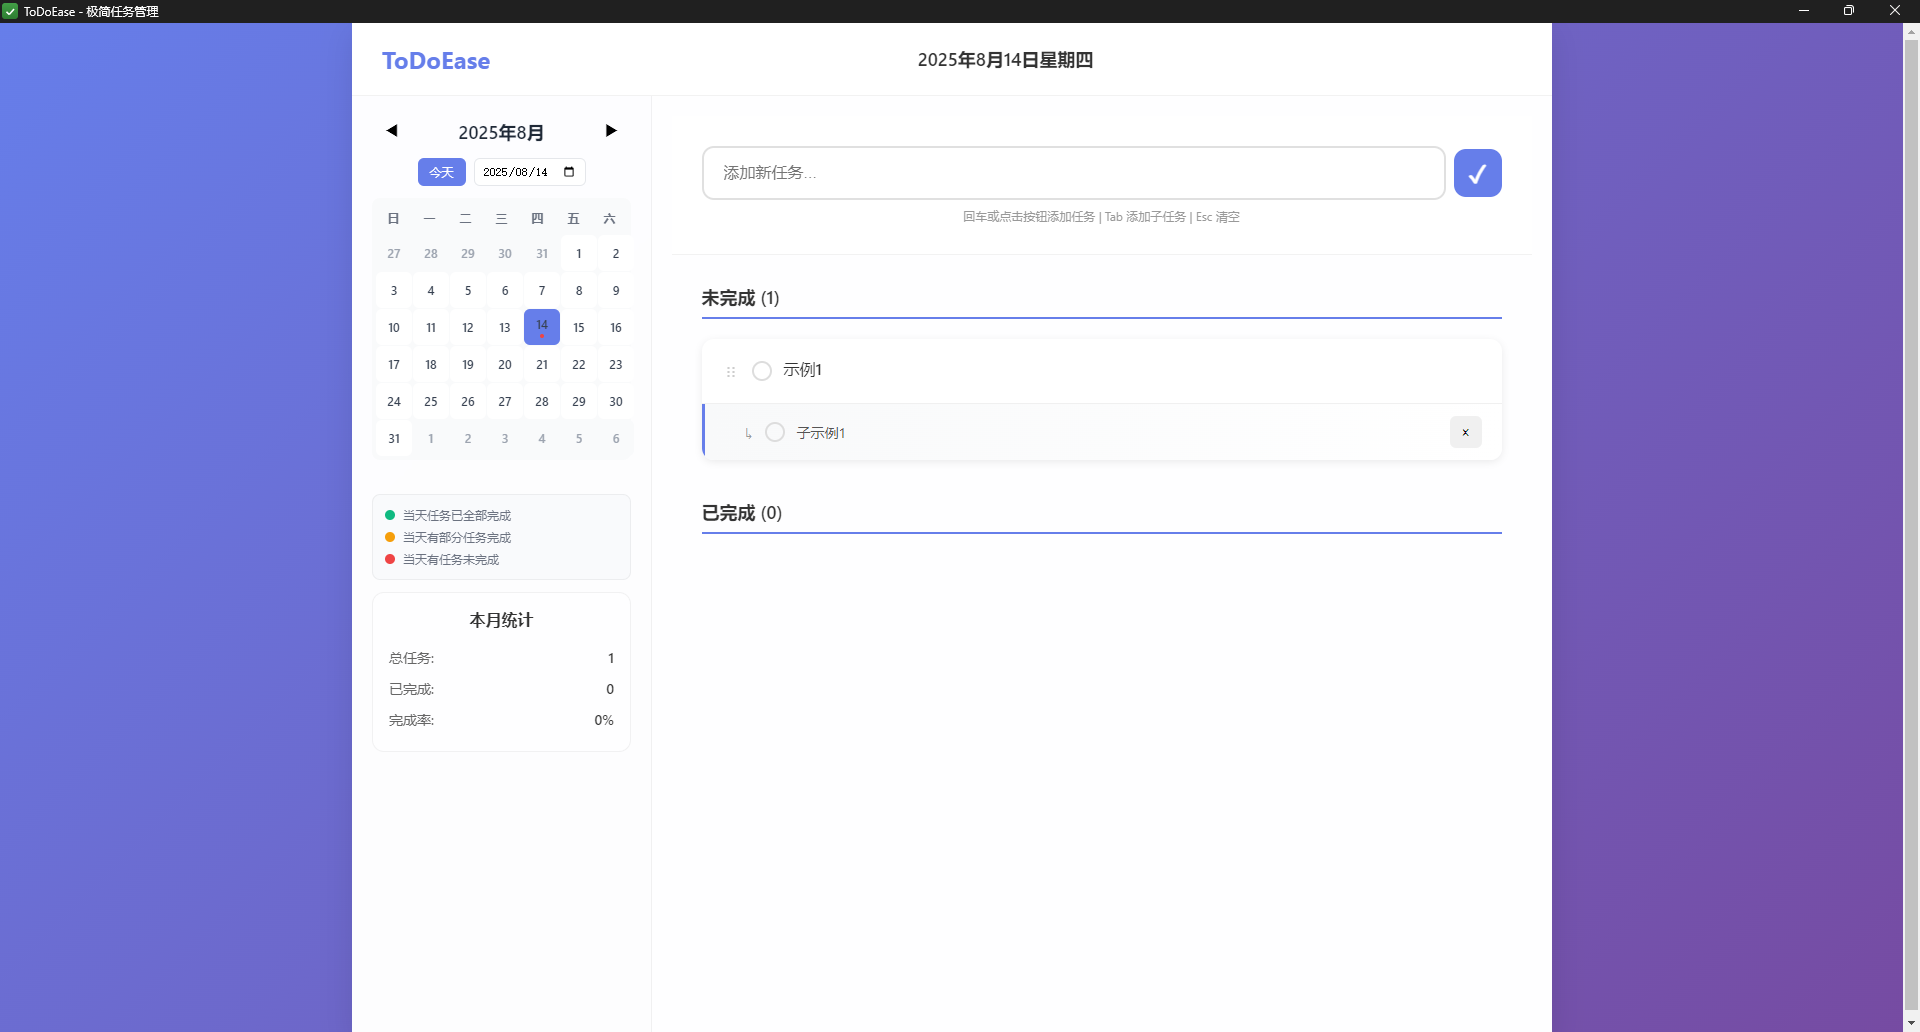 ToDoEase - 极简任务管理
ToDoEase
2025年8月14日星期四
◀ 2025年8月 ▶
今天 2025/08/14
日 一 二 三 四 五 六
27 28 29 30 31 1 2
3 4 5 6 7 8 9
10 11 12 13 14 15 16
17 18 19 20 21 22 23
24 25 26 27 28 29 30
31 1 2 3 4 5 6
当天任务已全部完成
当天有部分任务完成
当天有任务未完成
本月统计
总任务: 1
已完成: 0
完成率: 0%
添加新任务... ✓
回车或点击按钮添加任务 | Tab 添加子任务 | Esc 清空
未完成 (1)
示例1
↳ 子示例1 ×
已完成 (0)